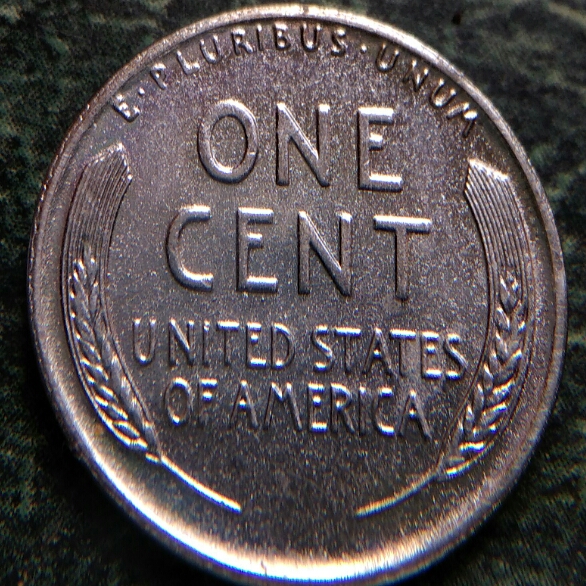 E·PLURIBUS·UNUM
ONE
CENT
UNITED STATES
OF AMERICA